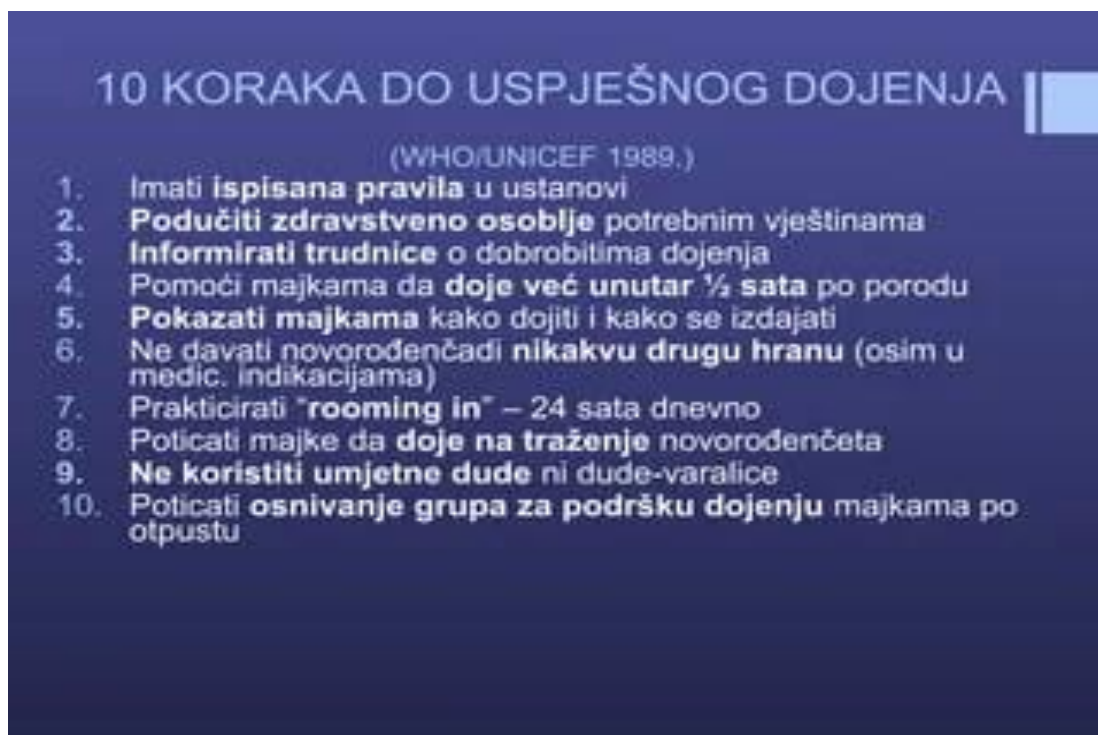 10 KORAKA DO USPJEŠNOG DOJENJA
(WHO/UNICEF 1989.)
1. Imati ispisana pravila u ustanovi
2. Podučiti zdravstveno osoblje potrebnim vještinama
3. Informirati trudnice o dobrobitima dojenja
4. Pomoći majkama da doje već unutar ½ sata po porodu
5. Pokazati majkama kako dojiti i kako se izdajati
6. Ne davati novorođenčadi nikakvu drugu hranu (osim u
medic. indikacijama)
7. Prakticirati “rooming in” – 24 sata dnevno
8. Poticati majke da doje na traženje novorođenčeta
9. Ne koristiti umjetne dude ni dude-varalice
10. Poticati osnivanje grupa za podršku dojenju majkama po
otpustu